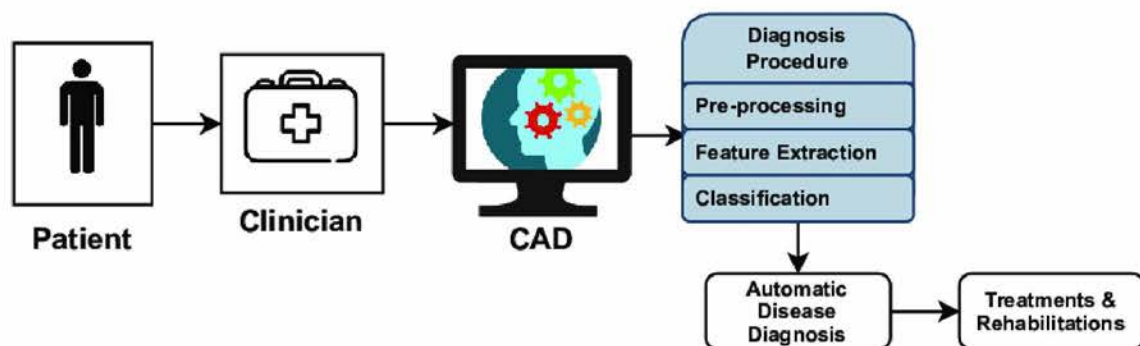 Patient
Clinician
CAD
Diagnosis
Procedure
Pre-processing
Feature Extraction
Classification
Automatic
Disease
Diagnosis
Treatments &
Rehabilitations